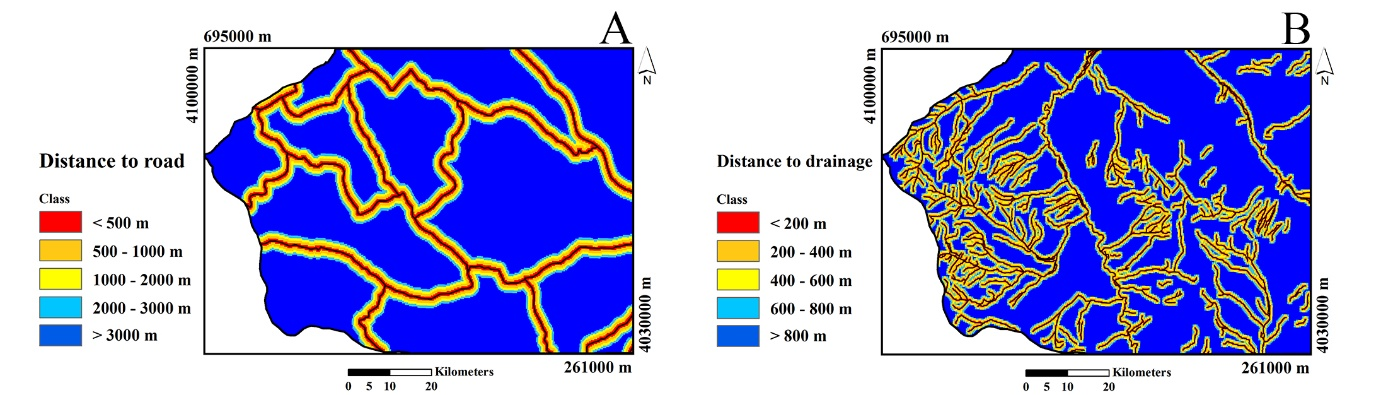 A
695000 m
4100000 m
N
Distance to road
Class
< 500 m
500 - 1000 m
1000 - 2000 m
2000 - 3000 m
> 3000 m
4030000 m
261000 m
Kilometers
0 5 10 20
B
695000 m
4100000 m
N
Distance to drainage
Class
< 200 m
200 - 400 m
400 - 600 m
600 - 800 m
> 800 m
4030000 m
261000 m
Kilometers
0 5 10 20